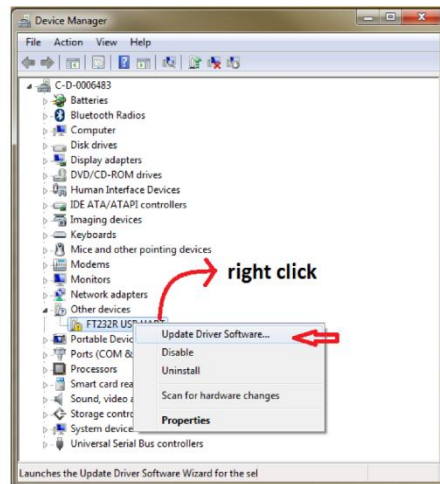 Device Manager
File Action View Help
C-D-0006483
Batteries
Bluetooth Radios
Computer
Disk drives
Display adapters
DVD/CD-ROM drives
Human Interface Devices
IDE ATA/ATAPI controllers
Imaging devices
Keyboards
Mice and other pointing devices
Modems
Monitors
right click
Network adapters
Other devices
FT232R USB UART
Update Driver Software...
Portable Devic
Disable
Ports (COM &
Uninstall
Processors
Smart card rea
Scan for hardware changes
Sound, video a
Storage contro
Properties
System device
Universal Serial Bus controllers
Launches the Update Driver Software Wizard for the sel